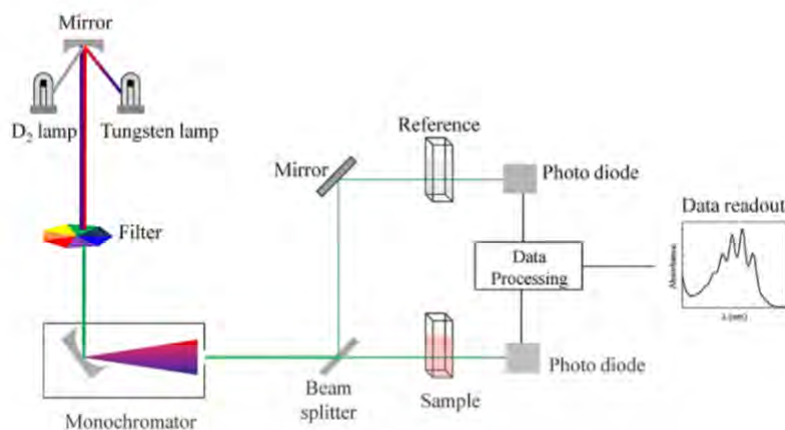 Mirror
D₂ lamp
Tungsten lamp
Filter
Monochromator
Beam
splitter
Mirror
Reference
Sample
Photo diode
Data
Processing
Photo diode
Data readout
Absorbance
λ (nm)